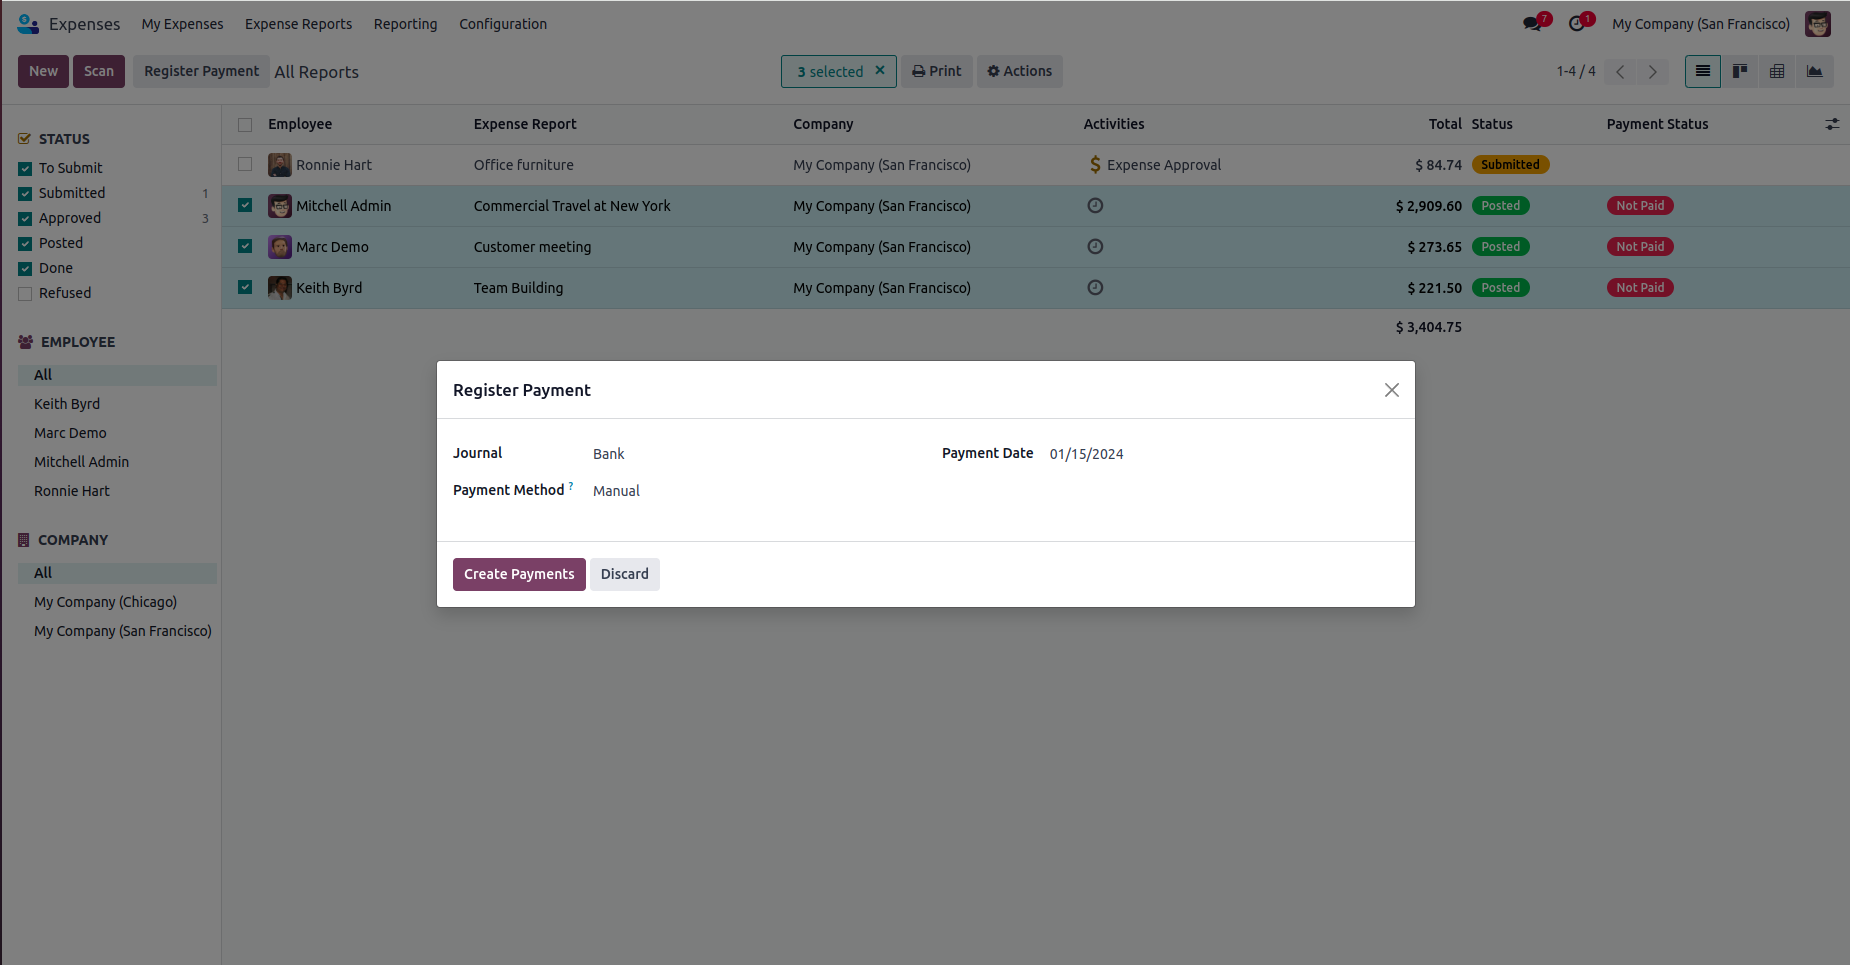 Expenses My Expenses Expense Reports Reporting Configuration 7 1 My Company (San Francisco)
New Scan Register Payment All Reports 3 selected × Print Actions 1-4 / 4
STATUS
To Submit
Submitted 1
Approved 3
Posted
Done
Refused
EMPLOYEE
All
Keith Byrd
Marc Demo
Mitchell Admin
Ronnie Hart
COMPANY
All
My Company (Chicago)
My Company (San Francisco)
Employee Expense Report Company Activities Total Status Payment Status
Ronnie Hart Office furniture My Company (San Francisco) $ Expense Approval $ 84.74 Submitted
Mitchell Admin Commercial Travel at New York My Company (San Francisco) $ 2,909.60 Posted Not Paid
Marc Demo Customer meeting My Company (San Francisco) $ 273.65 Posted Not Paid
Keith Byrd Team Building My Company (San Francisco) $ 221.50 Posted Not Paid
$ 3,404.75
Register Payment
Journal Bank Payment Date 01/15/2024
Payment Method ? Manual
Create Payments Discard